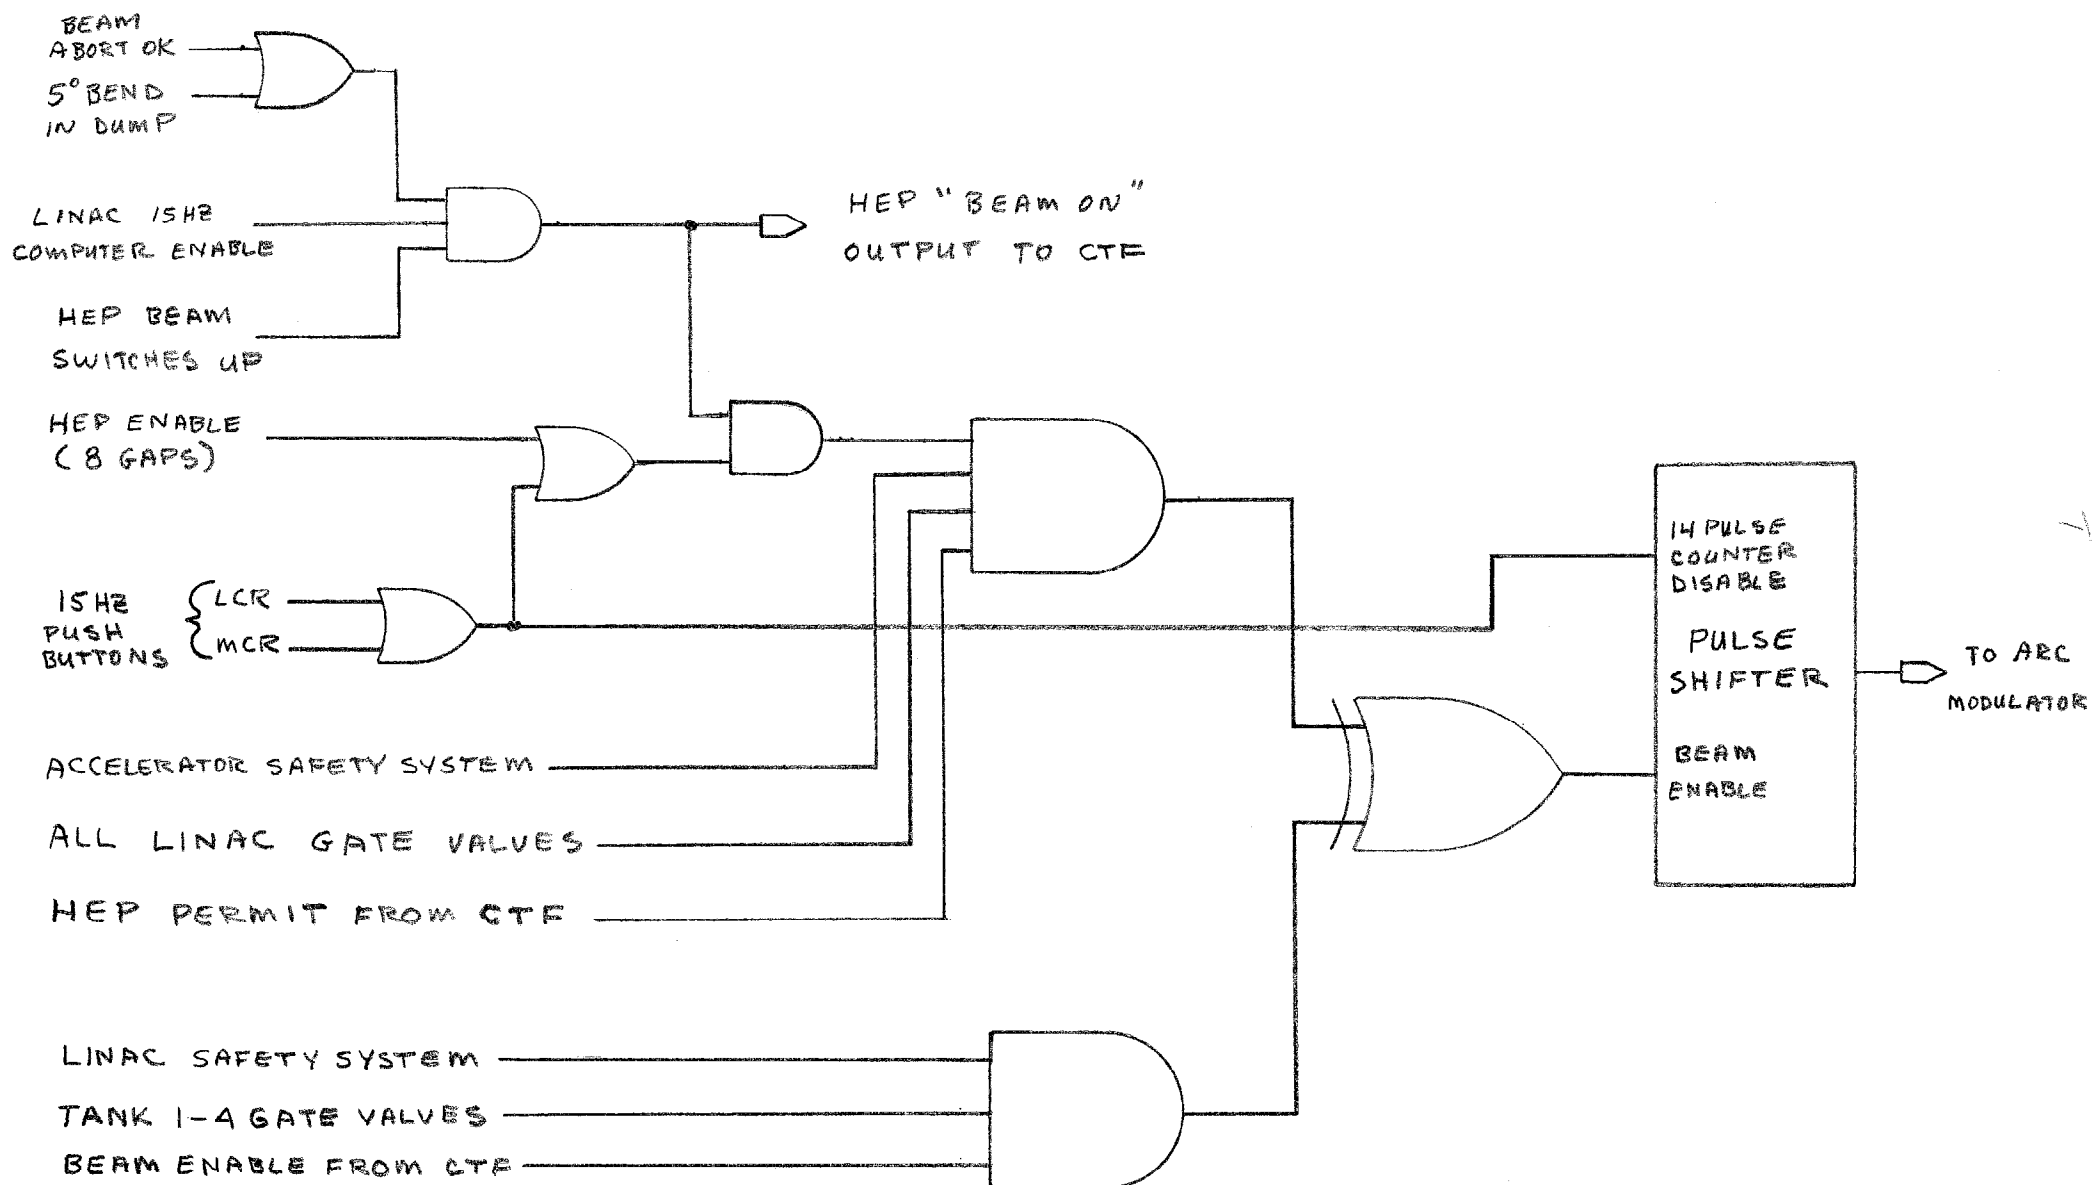 BEAM
ABORT OK
5° BEND
IN DUMP
LINAC 15HZ
COMPUTER ENABLE
HEP BEAM
SWITCHES UP
HEP "BEAM ON"
OUTPUT TO CTF
HEP ENABLE
(8 GAPS)
15HZ
PUSH
BUTTONS
LCR
MCR
14 PULSE
COUNTER
DISABLE
PULSE
SHIFTER
BEAM
ENABLE
TO ARC
MODULATOR
ACCELERATOR SAFETY SYSTEM
ALL LINAC GATE VALVES
HEP PERMIT FROM CTF
LINAC SAFETY SYSTEM
TANK 1-4 GATE VALVES
BEAM ENABLE FROM CTF